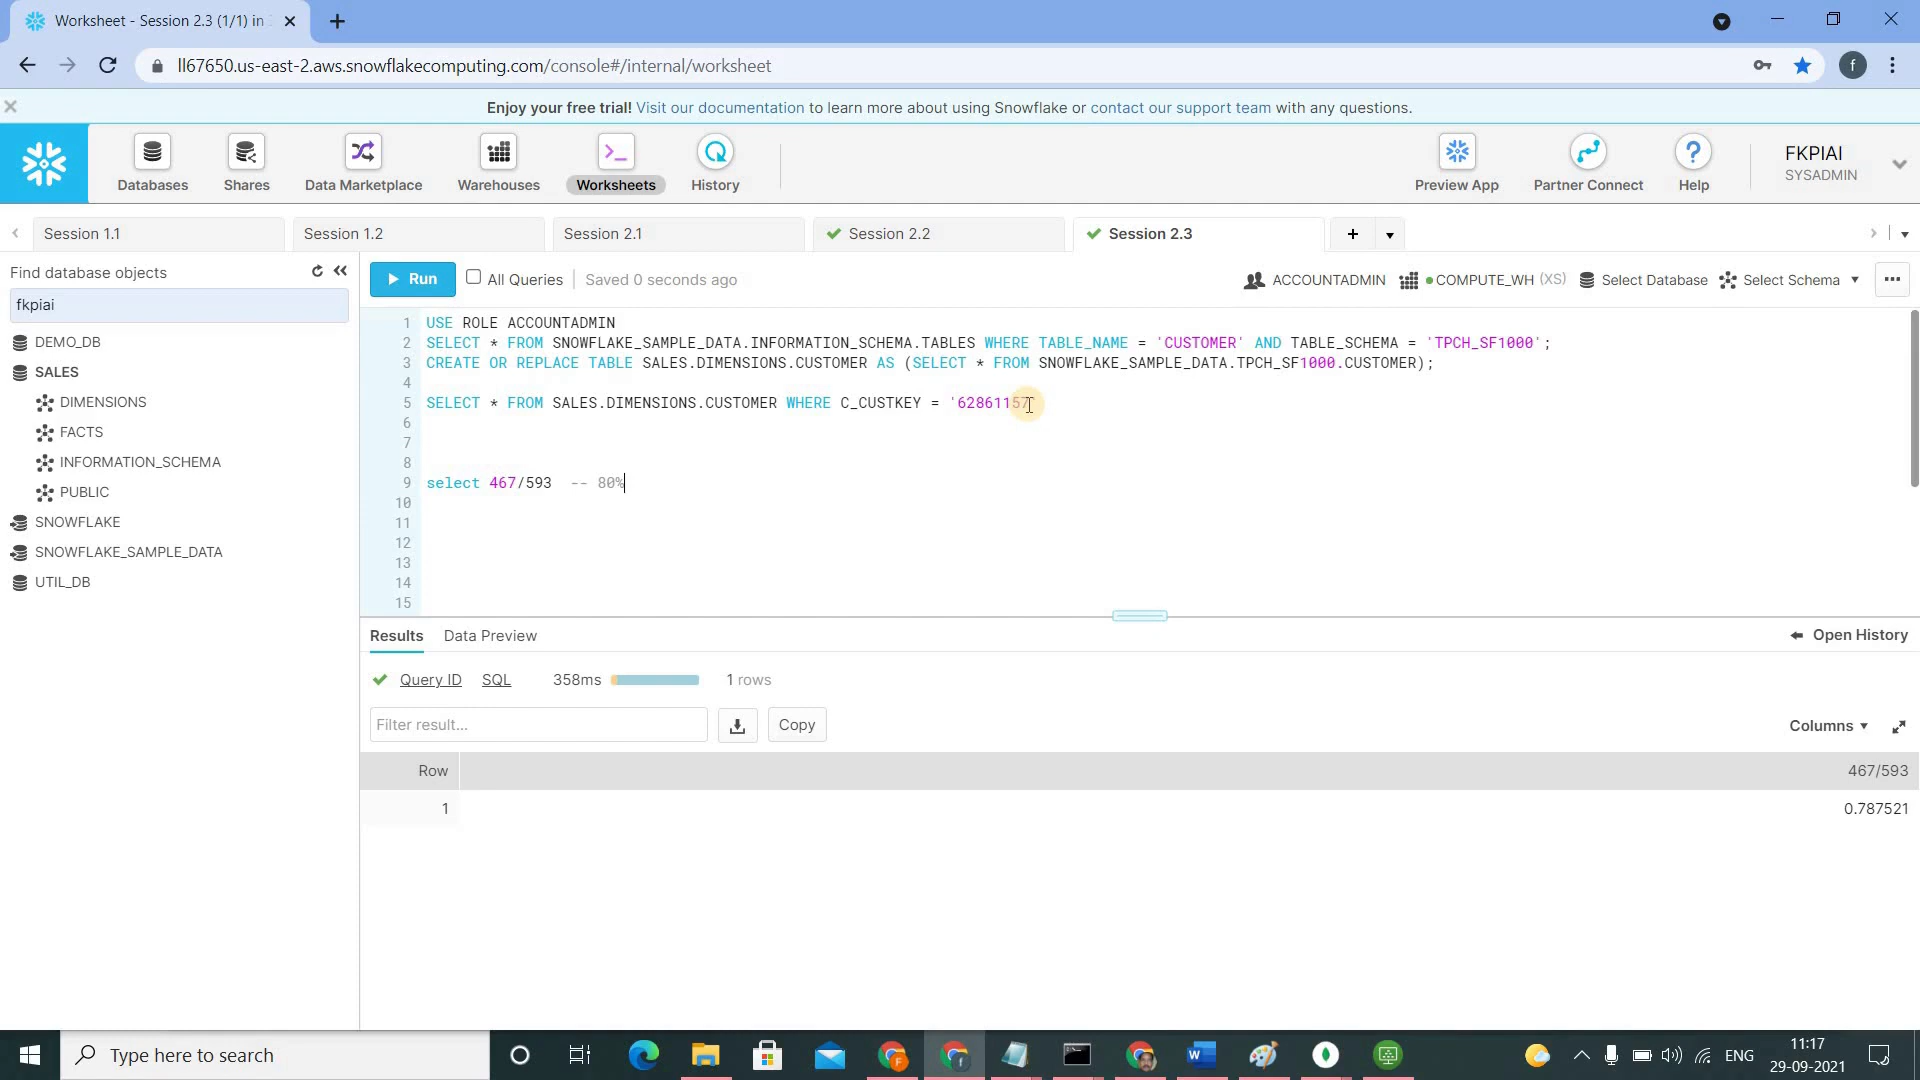 Worksheet - Session 2.3 (1/1) in
ll67650.us-east-2.aws.snowflakecomputing.com/console#/internal/worksheet
f
Enjoy your free trial! Visit our documentation to learn more about using Snowflake or contact our support team with any questions.
Databases
Shares
Data Marketplace
Warehouses
Worksheets
History
Preview App
Partner Connect
Help
FKPIAI
SYSADMIN
Session 1.1
Session 1.2
Session 2.1
Session 2.2
Session 2.3
Find database objects
fkpiai
DEMO_DB
SALES
DIMENSIONS
FACTS
INFORMATION_SCHEMA
PUBLIC
SNOWFLAKE
SNOWFLAKE_SAMPLE_DATA
UTIL_DB
Run
All Queries
Saved 0 seconds ago
ACCOUNTADMIN
COMPUTE_WH (XS)
Select Database
Select Schema
1 USE ROLE ACCOUNTADMIN
2 SELECT * FROM SNOWFLAKE_SAMPLE_DATA.INFORMATION_SCHEMA.TABLES WHERE TABLE_NAME = 'CUSTOMER' AND TABLE_SCHEMA = 'TPCH_SF1000';
3 CREATE OR REPLACE TABLE SALES.DIMENSIONS.CUSTOMER AS (SELECT * FROM SNOWFLAKE_SAMPLE_DATA.TPCH_SF1000.CUSTOMER);
4
5 SELECT * FROM SALES.DIMENSIONS.CUSTOMER WHERE C_CUSTKEY = '62861157'
6
7
8
9 select 467/593 -- 80%
10
11
12
13
14
15
Results
Data Preview
Open History
Query ID
SQL
358ms
1 rows
Filter result...
Copy
Columns
Row
467/593
1
0.787521
Type here to search
ENG
11:17
29-09-2021